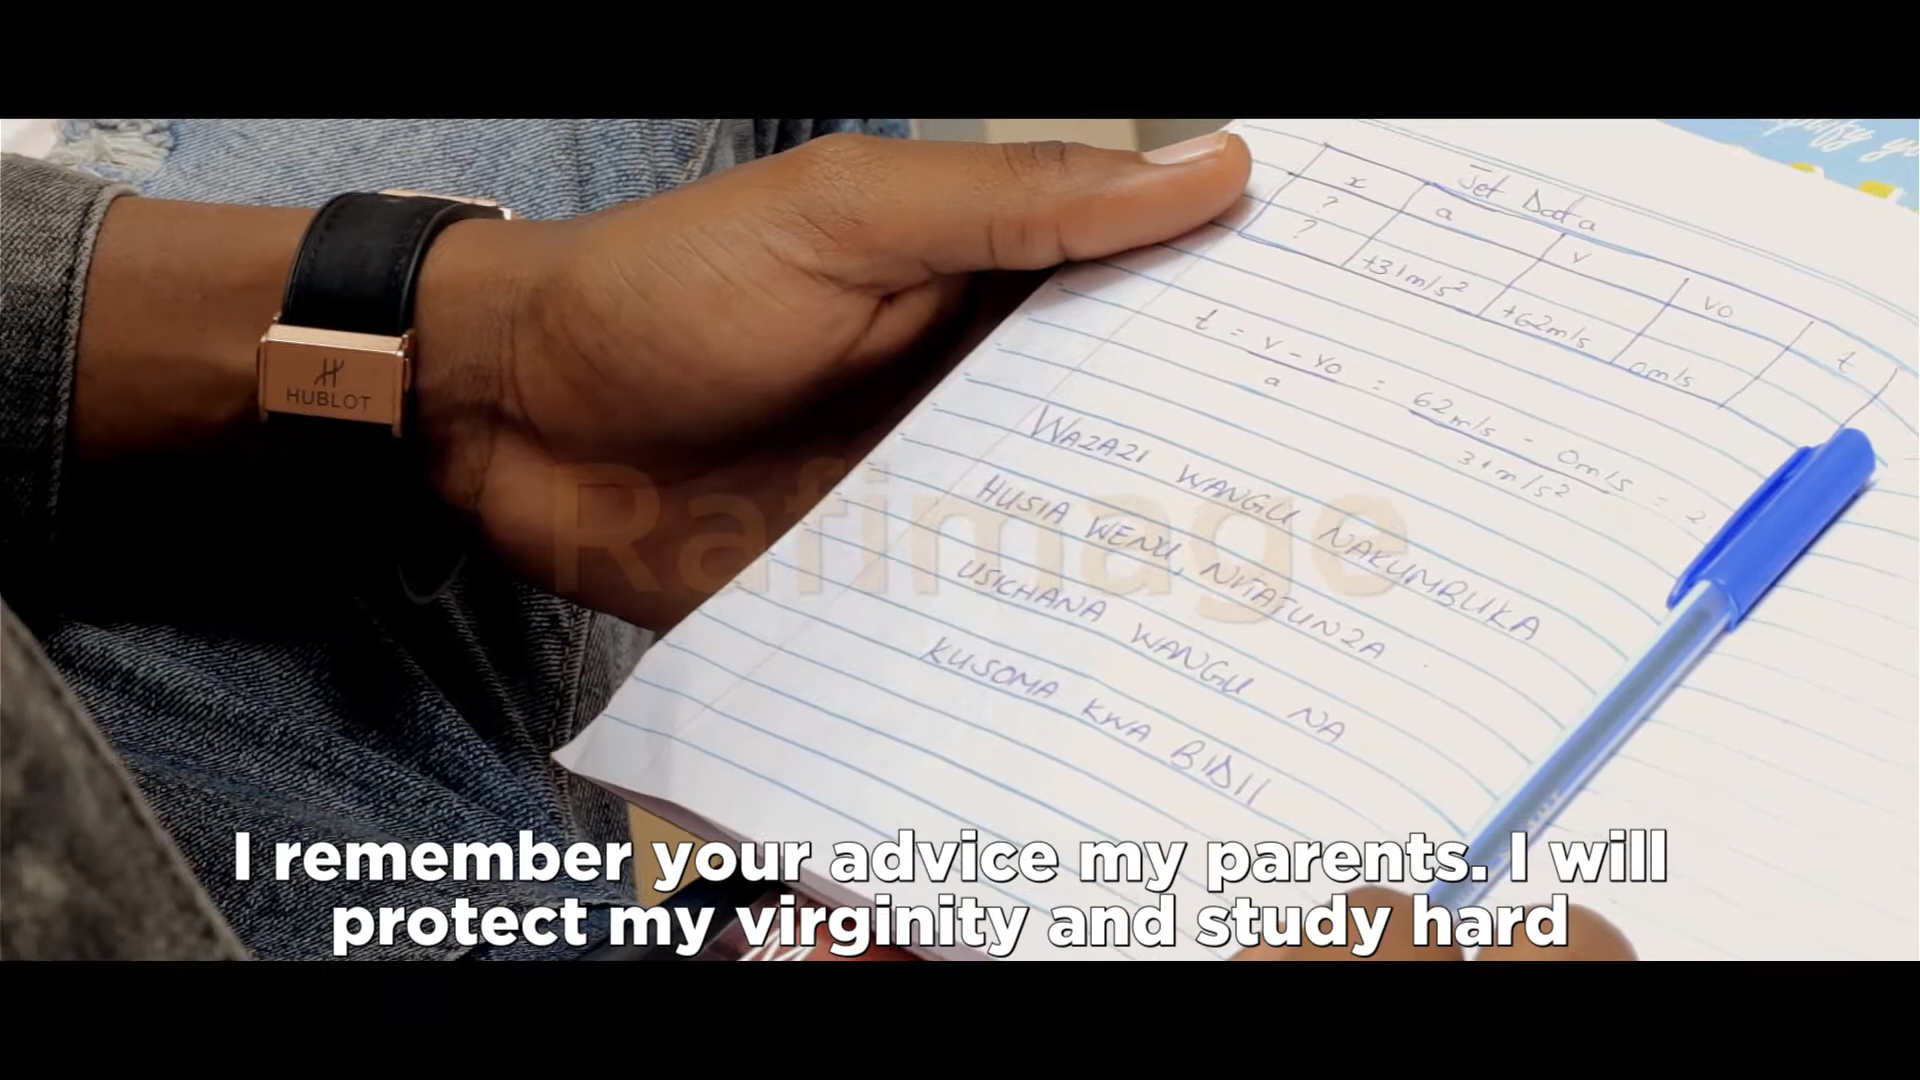 Jet Data
x a v vo t
?
? +31m/s² +62m/s 0m/s
t = v - vo = 62m/s - 0m/s = 2.
a 31m/s²
WAZAZI WANGU NAKUMBUKA
HUSIA WENU, NITATUNZA
USICHANA WANGU NA
KUSOMA KWA BIDII
H
HUBLOT
Rafimage
I remember your advice my parents. I will
protect my virginity and study hard